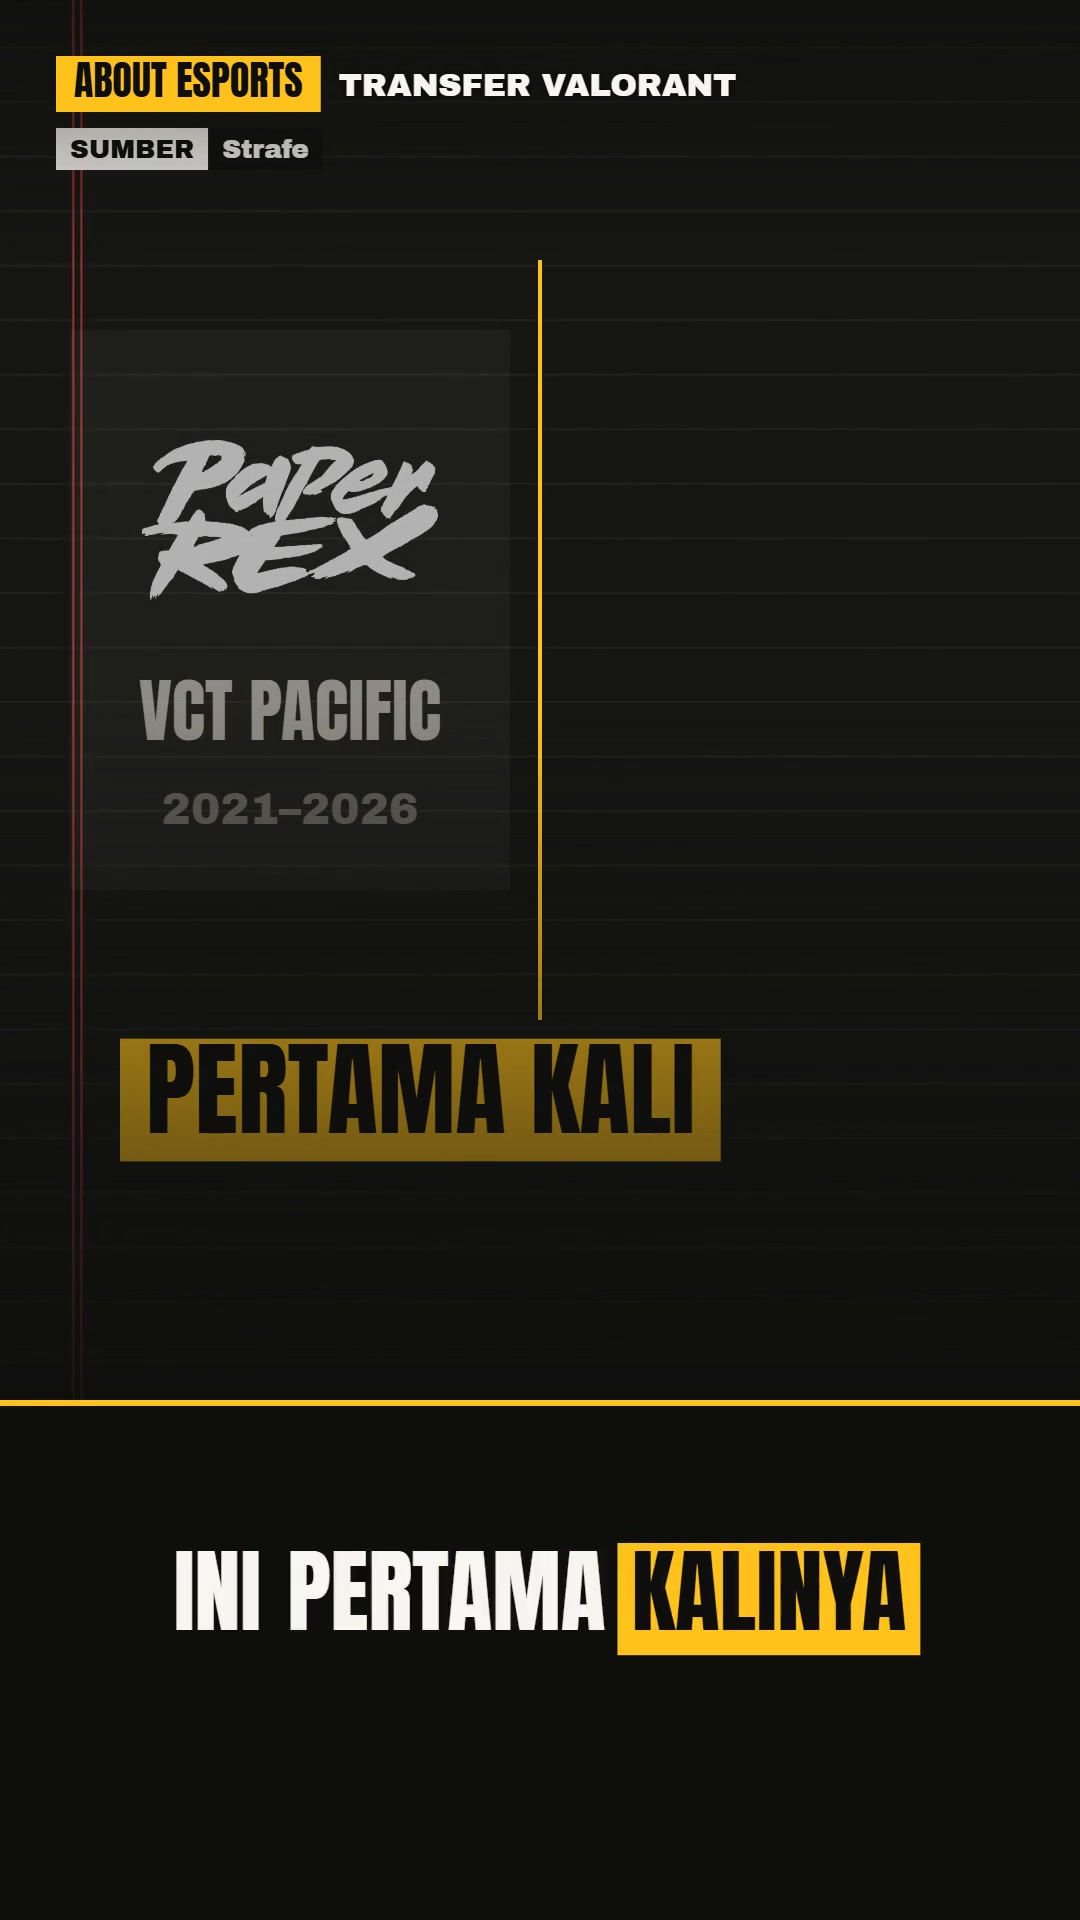 ABOUT ESPORTS TRANSFER VALORANT
SUMBER Strafe
Paper
REX
VCT PACIFIC
2021–2026
PERTAMA KALI
INI PERTAMA KALINYA